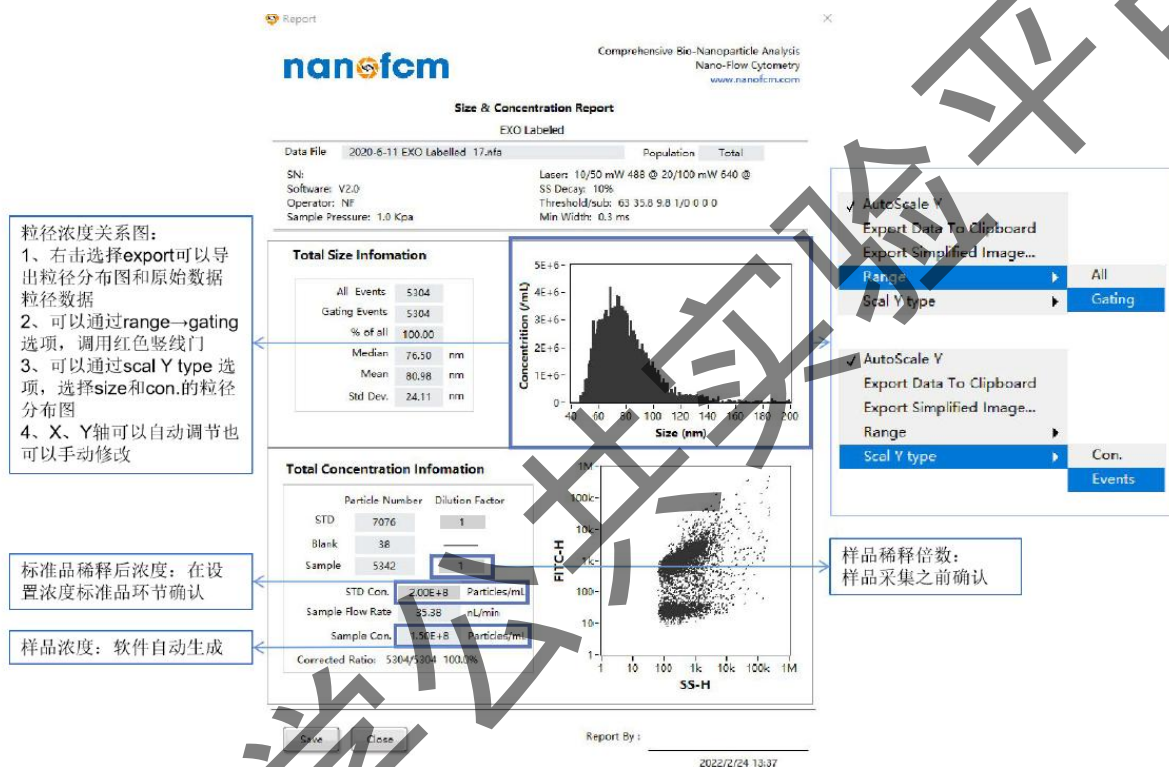 Report
nanofcm
Comprehensive Bio-Nanoparticle Analysis
Nano-Flow Cytometry
www.nanofcm.com
Size & Concentration Report
EXO Labeled
Data File 2020-6-11 EXO Labelled 17.nfa Population Total
SN:
Software: V2.0
Operator: NF
Sample Pressure: 1.0 Kpa
Laser: 10/50 mW 488 @ 20/100 mW 640 @
SS Decay: 10%
Threshold/sub: 63 35.8 9.8 1/0 0 0 0
Min Width: 0.3 ms
粒径浓度关系图:
1、右击选择export可以导
出粒径分布图和原始数据
粒径数据
2、可以通过range→gating
选项，调用红色竖线门
3、可以通过scal Y type 选
项，选择size和con.的粒径
分布图
4、X、Y轴可以自动调节也
可以手动修改
Total Size Infomation
All Events 5304
Gating Events 5304
% of all 100.00
Median 76.50 nm
Mean 80.98 nm
Std Dev. 24.11 nm
Concentrition (/mL)
5E+6
4E+6
3E+6
2E+6
1E+6
0
40 60 80 100 120 140 160 180 200
Size (nm)
✓ AutoScale Y
Export Data To Clipboard
Export Simplified Image...
Range
All
Scal Y type
Gating
✓ AutoScale Y
Export Data To Clipboard
Export Simplified Image...
Range
Scal Y type
Con.
Events
Total Concentration Infomation
Particle Number Dilution Factor
STD 7076 1
Blank 38
Sample 5342 1
STD Con. 2.00E+8 Particles/mL
Sample Flow Rate 35.38 nL/min
Sample Con. 1.50E+8 Particles/mL
Corrected Ratio: 5304/5304 100.0%
FITC-H
1M
100k
10k
1k
100
10
1
1 10 100 1k 10k 100k 1M
SS-H
标准品稀释后浓度: 在设
置浓度标准品环节确认
样品浓度: 软件自动生成
样品稀释倍数:
样品采集之前确认
Save Close
Report By :
2022/2/24 13:37
学公共实验平